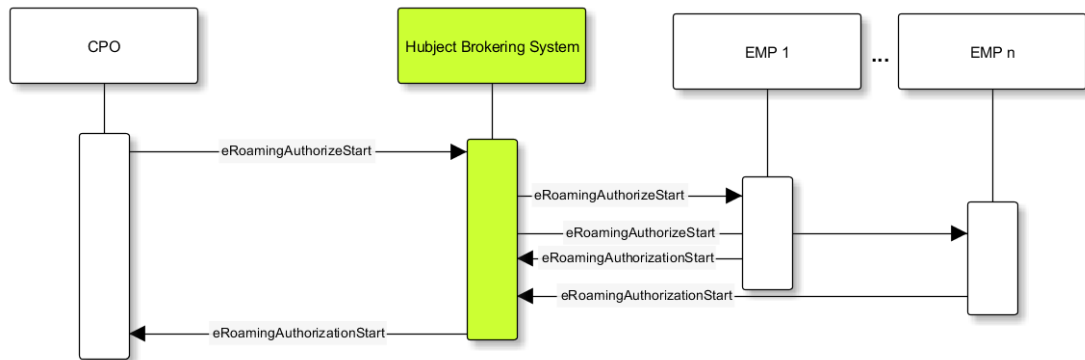 CPO
Hubject Brokering System
EMP 1
...
EMP n
eRoamingAuthorizeStart
eRoamingAuthorizeStart
eRoamingAuthorizeStart
eRoamingAuthorizationStart
eRoamingAuthorizationStart
eRoamingAuthorizationStart